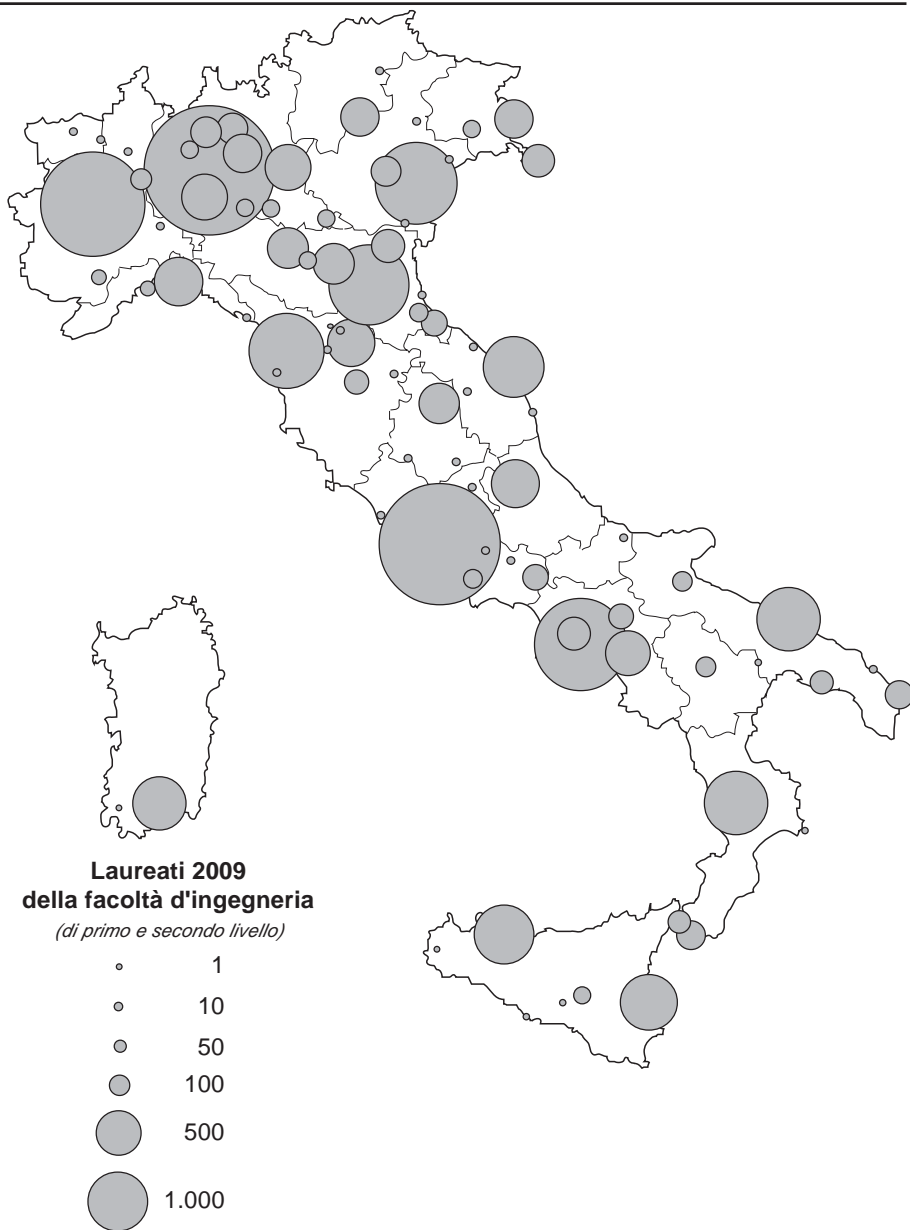 Laureati 2009
della facoltà d'ingegneria
(di primo e secondo livello)
1
10
50
100
500
1.000